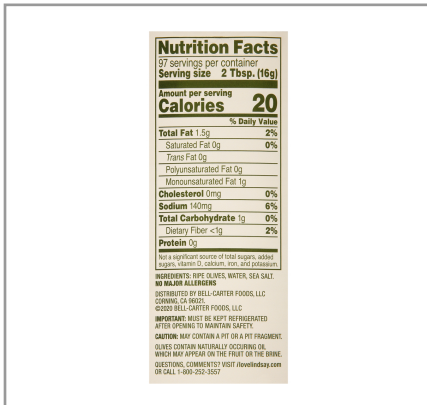 Nutrition Facts
97 servings per container
Serving size 2 Tbsp. (16g)
Amount per serving
Calories 20
% Daily Value
Total Fat 1.5g 2%
Saturated Fat 0g 0%
Trans Fat 0g
Polyunsaturated Fat 0g
Monounsaturated Fat 1g
Cholesterol 0mg 0%
Sodium 140mg 6%
Total Carbohydrate 1g 0%
Dietary Fiber <1g 2%
Protein 0g
Not a significant source of total sugars, added
sugars, vitamin D, calcium, iron, and potassium.
INGREDIENTS: RIPE OLIVES, WATER, SEA SALT.
NO MAJOR ALLERGENS
DISTRIBUTED BY BELL-CARTER FOODS, LLC
CORNING, CA 96021.
©2020 BELL-CARTER FOODS, LLC
IMPORTANT: MUST BE KEPT REFRIGERATED
AFTER OPENING TO MAINTAIN SAFETY.
CAUTION: MAY CONTAIN A PIT OR A PIT FRAGMENT.
OLIVES CONTAIN NATURALLY OCCURING OIL
WHICH MAY APPEAR ON THE FRUIT OR THE BRINE.
QUESTIONS, COMMENTS? VISIT ilovelindsay.com
OR CALL 1-800-252-3557